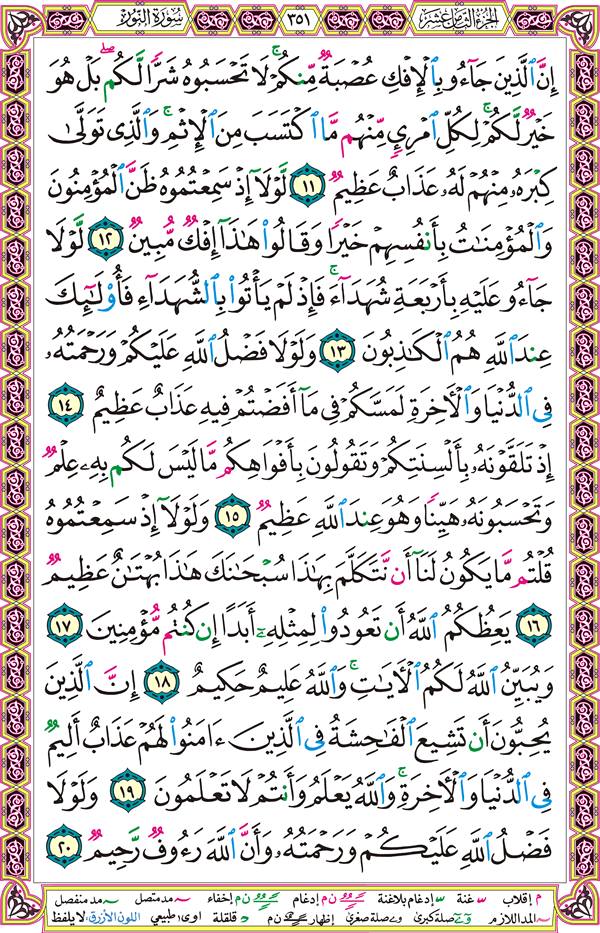 الجزء الثامن عشر ٣٥١ سورة النور
إِنَّ ٱلَّذِينَ جَآءُو بِٱلْإِفْكِ عُصْبَةٌ مِّنكُمْ ۚ لَا تَحْسَبُوهُ شَرًّا لَّكُم ۖ بَلْ هُوَ
خَيْرٌ لَّكُمْ ۚ لِكُلِّ ٱمْرِئٍ مِّنْهُم مَّا ٱكْتَسَبَ مِنَ ٱلْإِثْمِ ۚ وَٱلَّذِى تَوَلَّىٰ
كِبْرَهُۥ مِنْهُمْ لَهُۥ عَذَابٌ عَظِيمٌ ١١ لَّوْلَآ إِذْ سَمِعْتُمُوهُ ظَنَّ ٱلْمُؤْمِنُونَ
وَٱلْمُؤْمِنَٰتُ بِأَنفُسِهِمْ خَيْرًا وَقَالُوا۟ هَٰذَآ إِفْكٌ مُّبِينٌ ١٢ لَّوْلَا
جَآءُو عَلَيْهِ بِأَرْبَعَةِ شُهَدَآءَ ۚ فَإِذْ لَمْ يَأْتُوا۟ بِٱلشُّهَدَآءِ فَأُو۟لَٰٓئِكَ
عِندَ ٱللَّهِ هُمُ ٱلْكَٰذِبُونَ ١٣ وَلَوْلَا فَضْلُ ٱللَّهِ عَلَيْكُمْ وَرَحْمَتُهُۥ
فِى ٱلدُّنْيَا وَٱلْءَاخِرَةِ لَمَسَّكُمْ فِى مَآ أَفَضْتُمْ فِيهِ عَذَابٌ عَظِيمٌ ١٤
إِذْ تَلَقَّوْنَهُۥ بِأَلْسِنَتِكُمْ وَتَقُولُونَ بِأَفْوَاهِكُم مَّا لَيْسَ لَكُم بِهِۦ عِلْمٌ
وَتَحْسَبُونَهُۥ هَيِّنًا وَهُوَ عِندَ ٱللَّهِ عَظِيمٌ ١٥ وَلَوْلَآ إِذْ سَمِعْتُمُوهُ
قُلْتُم مَّا يَكُونُ لَنَآ أَن نَّتَكَلَّمَ بِهَٰذَا سُبْحَٰنَكَ هَٰذَا بُهْتَٰنٌ عَظِيمٌ
١٦ يَعِظُكُمُ ٱللَّهُ أَن تَعُودُوا۟ لِمِثْلِهِۦٓ أَبَدًا إِن كُنتُم مُّؤْمِنِينَ ١٧
وَيُبَيِّنُ ٱللَّهُ لَكُمُ ٱلْءَايَٰتِ ۚ وَٱللَّهُ عَلِيمٌ حَكِيمٌ ١٨ إِنَّ ٱلَّذِينَ
يُحِبُّونَ أَن تَشِيعَ ٱلْفَٰحِشَةُ فِى ٱلَّذِينَ ءَامَنُوا۟ لَهُمْ عَذَابٌ أَلِيمٌ
فِى ٱلدُّنْيَا وَٱلْءَاخِرَةِ ۚ وَٱللَّهُ يَعْلَمُ وَأَنتُمْ لَا تَعْلَمُونَ ١٩ وَلَوْلَا
فَضْلُ ٱللَّهِ عَلَيْكُمْ وَرَحْمَتُهُۥ وَأَنَّ ٱللَّهَ رَءُوفٌ رَّحِيمٌ ٢٠
م إقلاب غنة إدغام بلاغنة ن م إدغام ن م إخفاء مد متصل مد منفصل
المد اللازم صلة كبرى صلة صغرى إظهار ن م قلقلة اوى طبيعي اللون الأزرق لا يلفظ